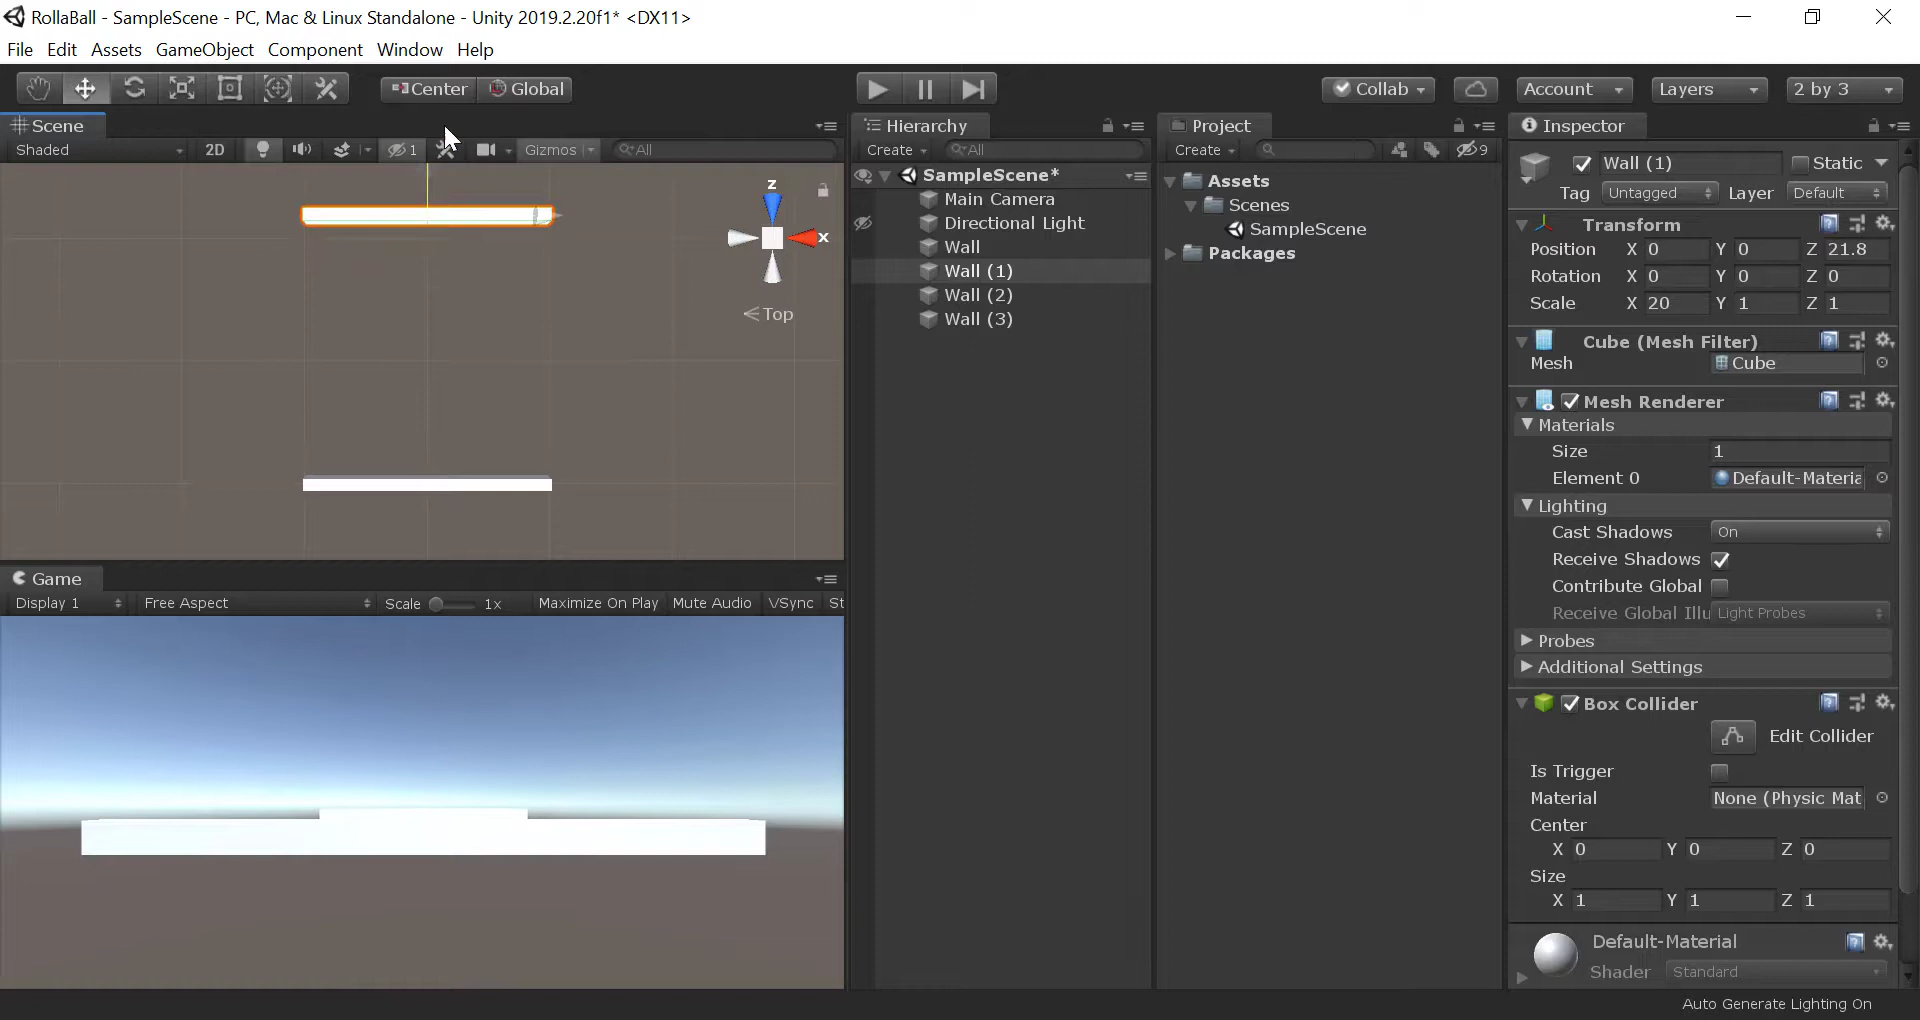 RollaBall - SampleScene - PC, Mac & Linux Standalone - Unity 2019.2.20f1* <DX11>
File Edit Assets GameObject Component Window Help
Center Global Collab Account Layers 2 by 3
Scene
Shaded 2D 1 Gizmos All
z
x
Top
Game
Display 1 Free Aspect Scale 1x Maximize On Play Mute Audio VSync St
Hierarchy
Create All
SampleScene*
Main Camera
Directional Light
Wall
Wall (1)
Wall (2)
Wall (3)
Project
Create 9
Assets
Scenes
SampleScene
Packages
Inspector
Wall (1) Static
Tag Untagged Layer Default
Transform
Position X 0 Y 0 Z 21.8
Rotation X 0 Y 0 Z 0
Scale X 20 Y 1 Z 1
Cube (Mesh Filter)
Mesh Cube
Mesh Renderer
Materials
Size 1
Element 0 Default-Materia
Lighting
Cast Shadows On
Receive Shadows
Contribute Global
Receive Global Illu Light Probes
Probes
Additional Settings
Box Collider
Edit Collider
Is Trigger
Material None (Physic Mat
Center
X 0 Y 0 Z 0
Size
X 1 Y 1 Z 1
Default-Material
Shader Standard
Auto Generate Lighting On